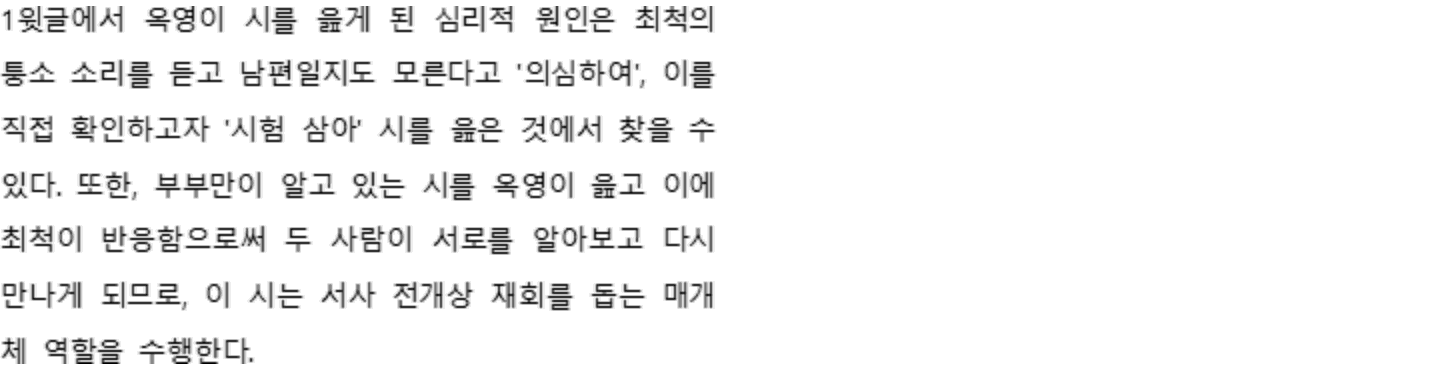 1윗글에서 옥영이 시를 읊게 된 심리적 원인은 최척의
퉁소 소리를 듣고 남편일지도 모른다고 '의심하여', 이를
직접 확인하고자 '시험 삼아' 시를 읊은 것에서 찾을 수
있다. 또한, 부부만이 알고 있는 시를 옥영이 읊고 이에
최척이 반응함으로써 두 사람이 서로를 알아보고 다시
만나게 되므로, 이 시는 서사 전개상 재회를 돕는 매개
체 역할을 수행한다.